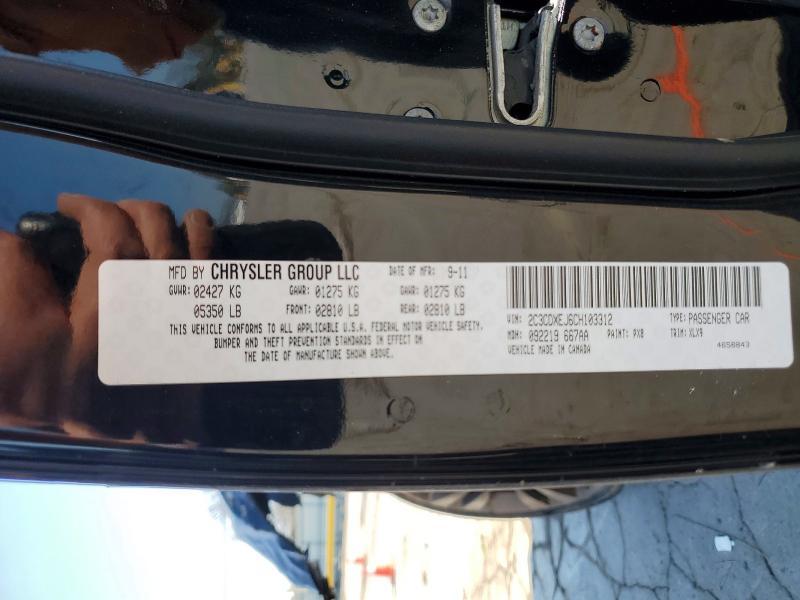 MFD BY CHRYSLER GROUP LLC DATE OF MFR: 9-11
GVWR: 02427 KG GAWR: 01275 KG GAWR: 01275 KG
05350 LB FRONT: 02810 LB REAR: 02810 LB
THIS VEHICLE CONFORMS TO ALL APPLICABLE U.S.A. FEDERAL MOTOR VEHICLE SAFETY,
BUMPER AND THEFT PREVENTION STANDARDS IN EFFECT ON
THE DATE OF MANUFACTURE SHOWN ABOVE.
VIN: 2C3CDXEJ6CH103312 TYPE: PASSENGER CAR
MDH: 092219 667AA PAINT: PX8 TRIM: XLX9
VEHICLE MADE IN CANADA 4658843